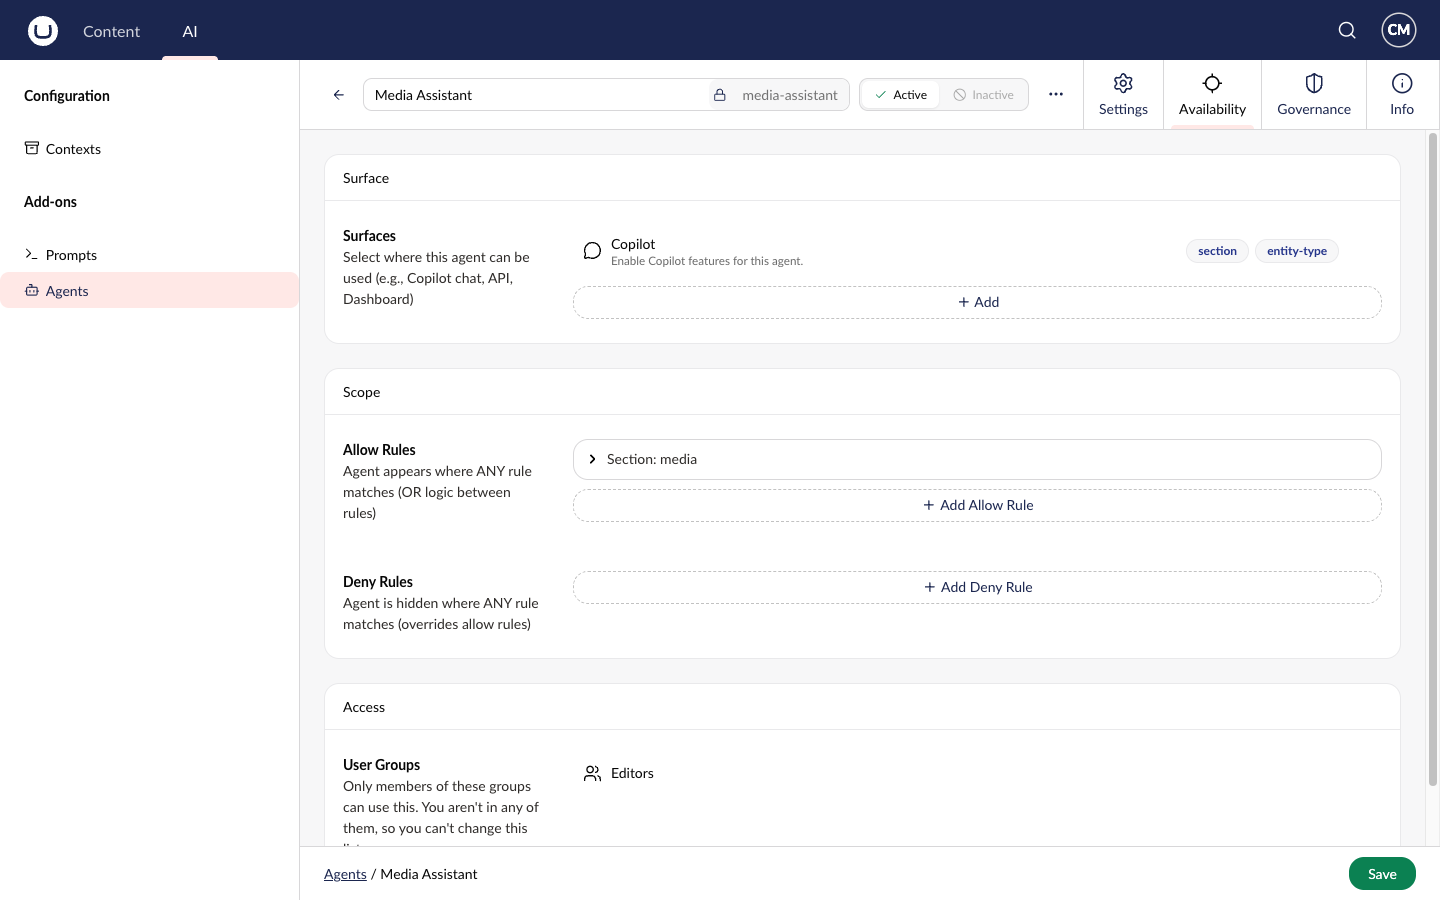 Content
AI
CM
Configuration
Contexts
Add-ons
Prompts
Agents
Media Assistant
media-assistant
Active
Inactive
Settings
Availability
Governance
Info
Surface
Surfaces
Select where this agent can be
used (e.g., Copilot chat, API,
Dashboard)
Copilot
Enable Copilot features for this agent.
section
entity-type
Add
Scope
Allow Rules
Agent appears where ANY rule
matches (OR logic between
rules)
Section: media
Add Allow Rule
Deny Rules
Agent is hidden where ANY rule
matches (overrides allow rules)
Add Deny Rule
Access
User Groups
Only members of these groups
can use this. You aren't in any of
them, so you can't change this
Editors
Agents / Media Assistant
Save